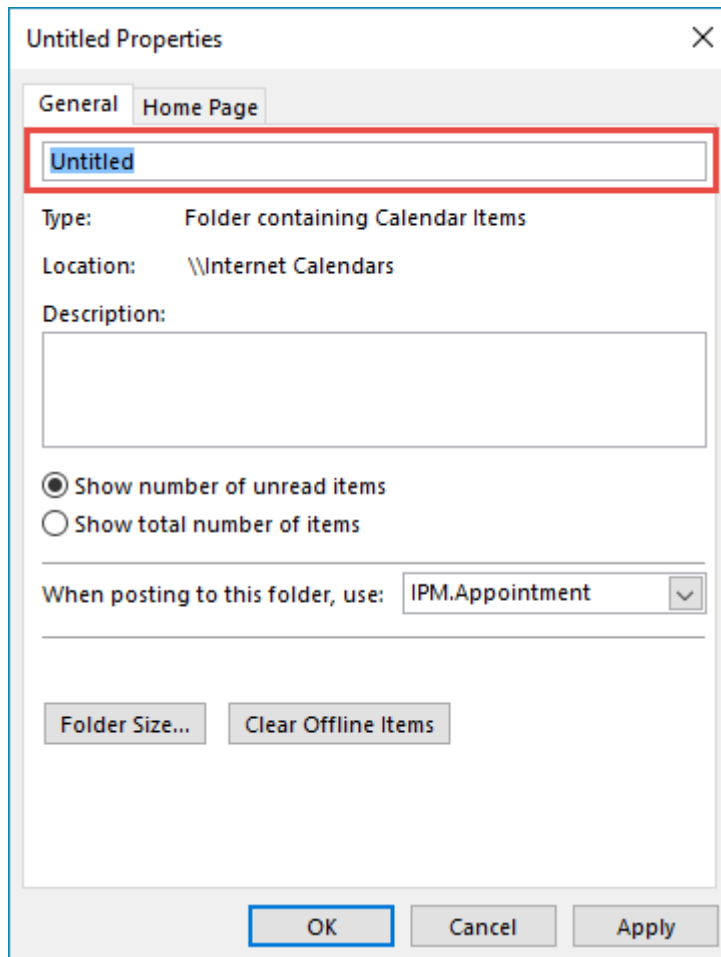 Untitled Properties
General Home Page
Untitled
Type: Folder containing Calendar Items
Location: \\Internet Calendars
Description:
Show number of unread items
Show total number of items
When posting to this folder, use: IPM.Appointment
Folder Size... Clear Offline Items
OK Cancel Apply